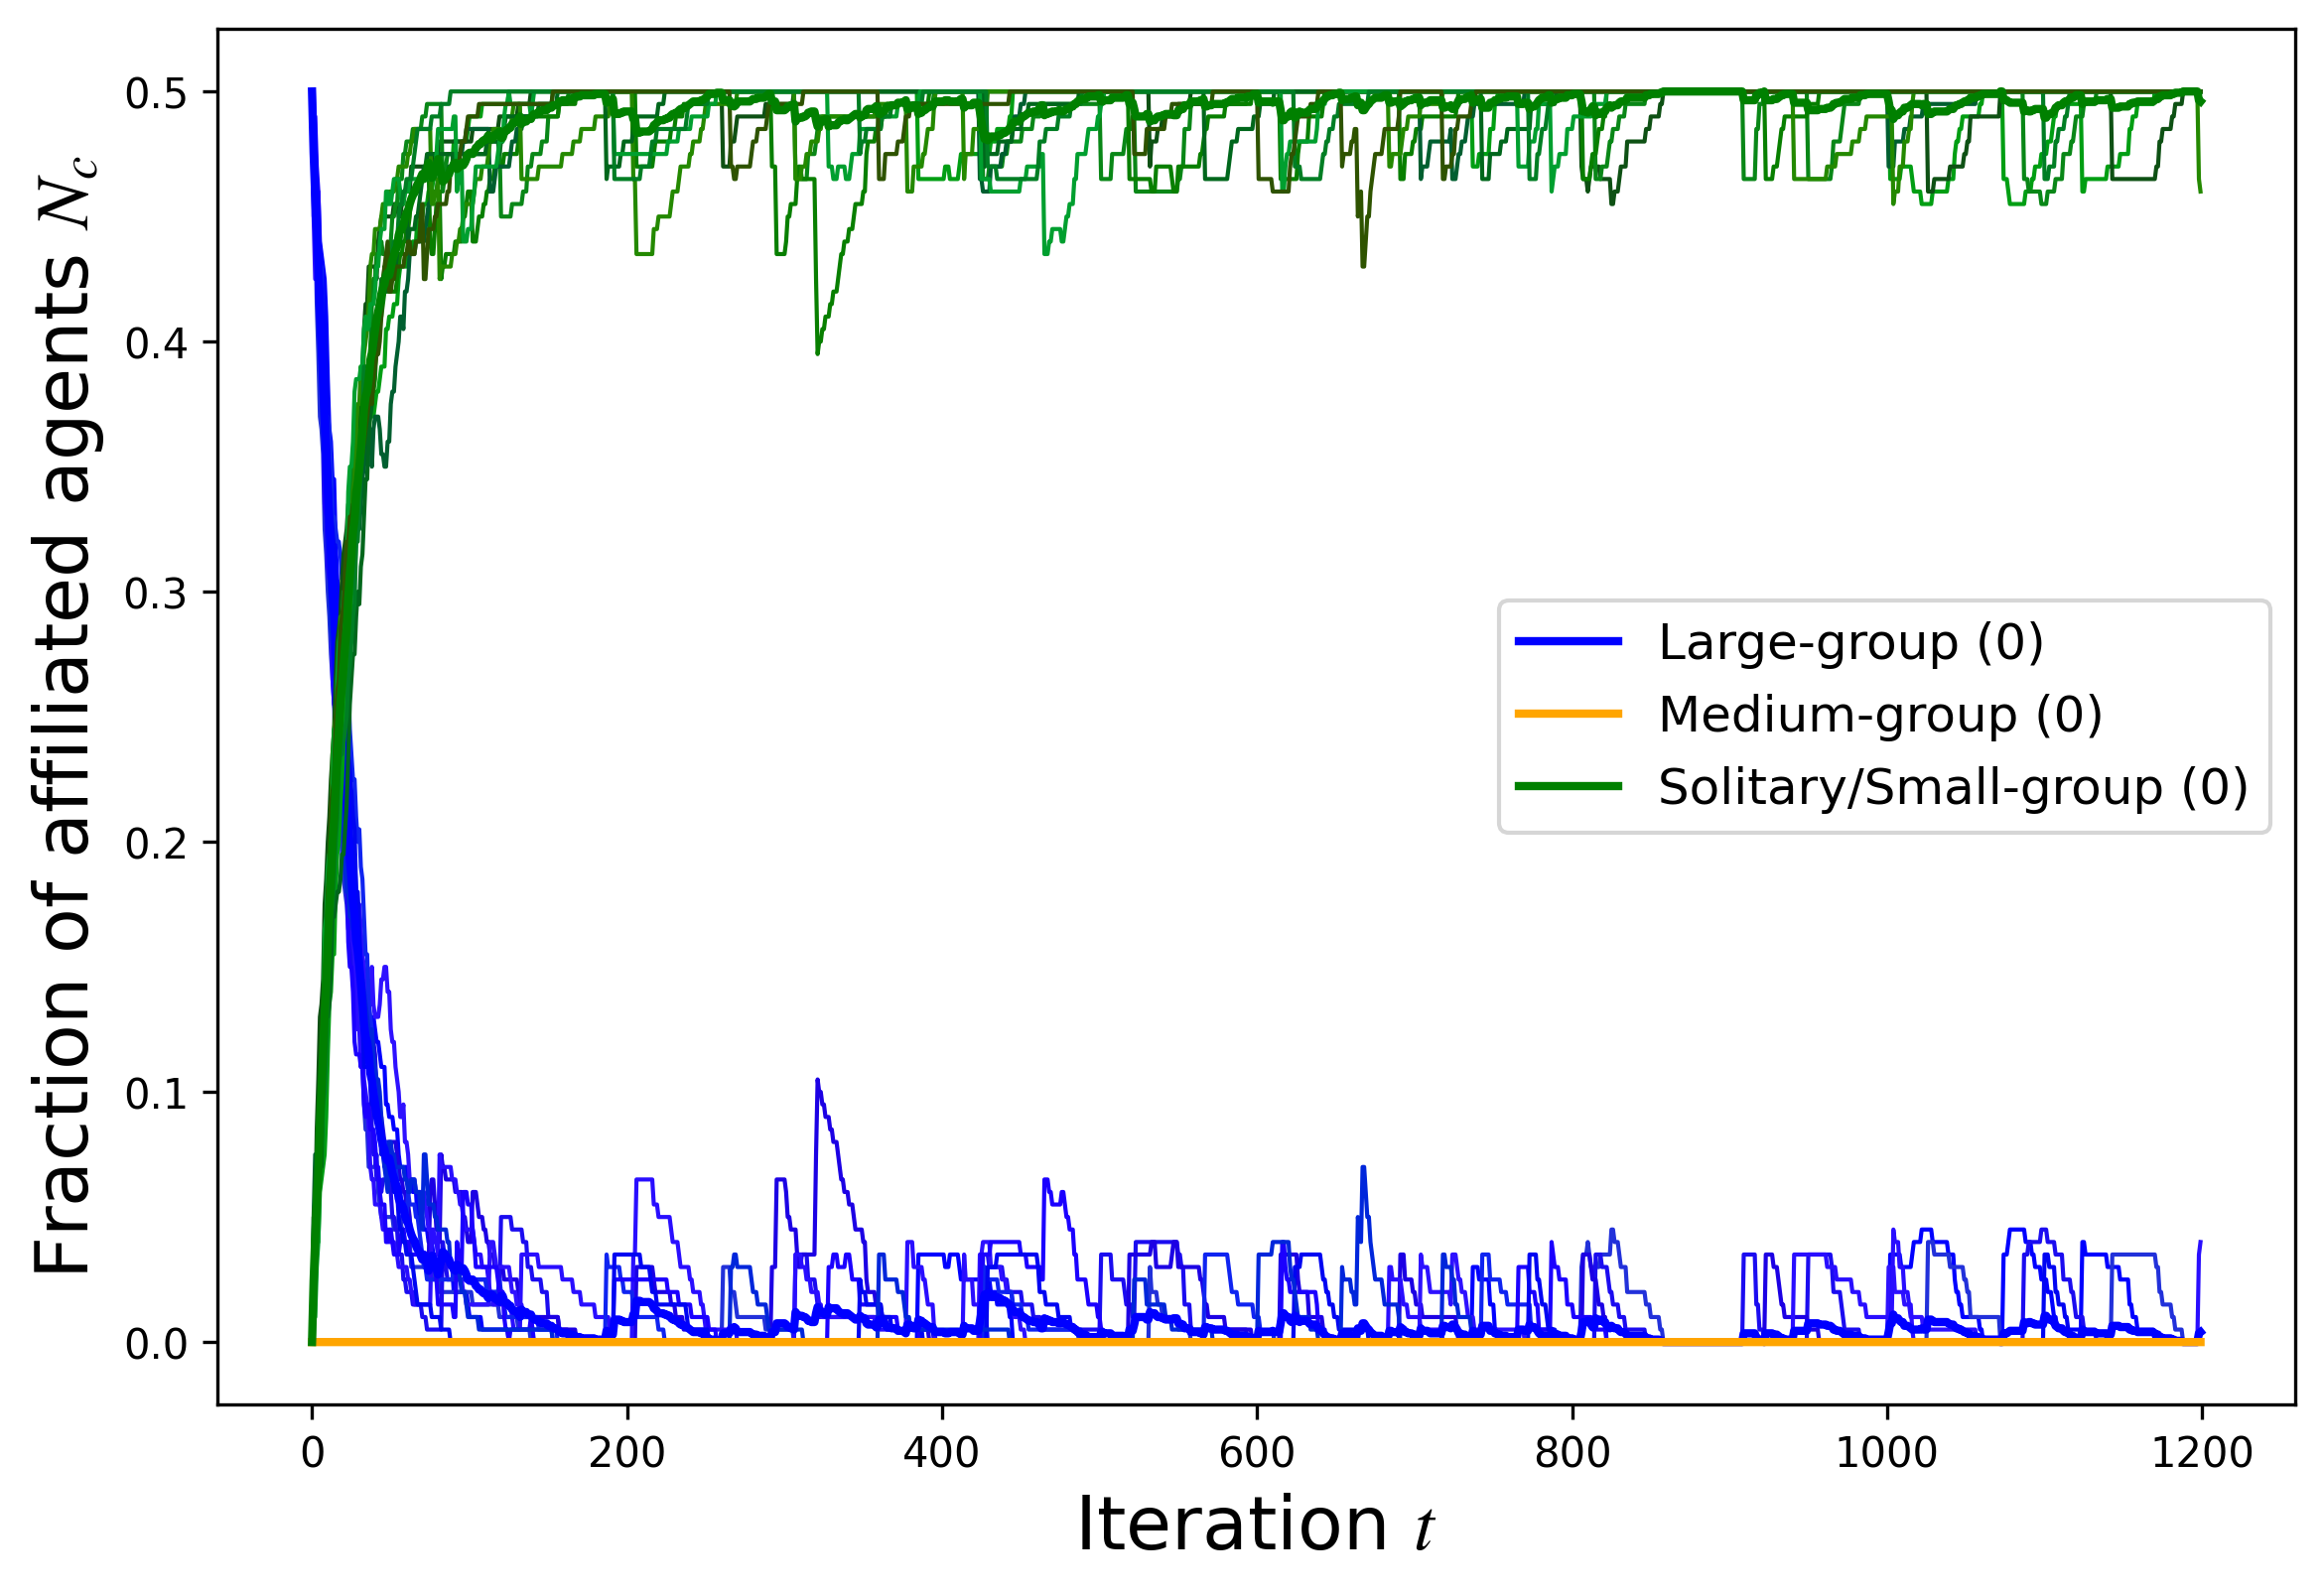 Fraction of affiliated agents N_c
0.5
0.4
0.3
0.2
0.1
0.0
Large-group (0)
Medium-group (0)
Solitary/Small-group (0)
0 200 400 600 800 1000 1200
Iteration t